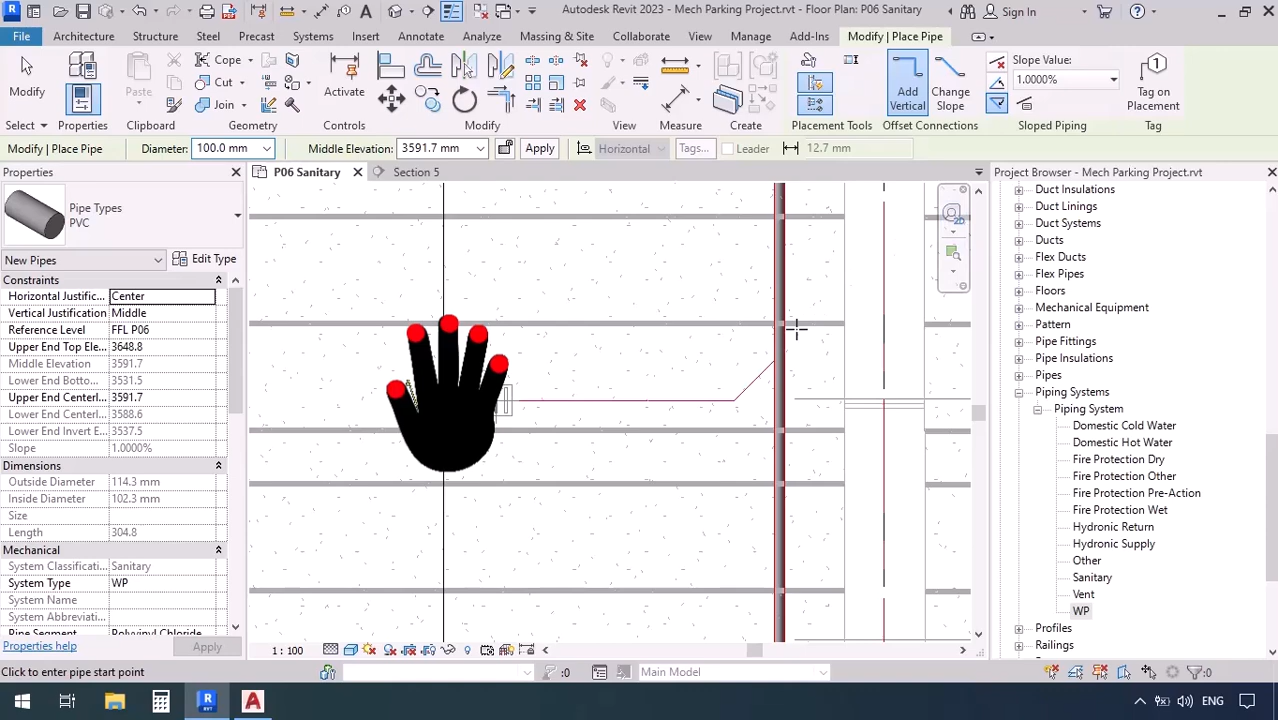 Autodesk Revit 2023 - Mech Parking Project.rvt - Floor Plan: P06 Sanitary
Sign In
File Architecture Structure Steel Precast Systems Insert Annotate Analyze Massing & Site Collaborate View Manage Add-Ins Modify | Place Pipe
Modify
Paste
Cope
Cut
Join
Activate
Add Vertical
Change Slope
Slope Value:
1.0000%
Tag on Placement
Select Properties Clipboard Geometry Controls Modify View Measure Create Placement Tools Offset Connections Sloped Piping Tag
Modify | Place Pipe Diameter: 100.0 mm Middle Elevation: 3591.7 mm Apply Horizontal Tags... Leader 12.7 mm
Properties
P06 Sanitary
Section 5
Project Browser - Mech Parking Project.rvt
Pipe Types
PVC
New Pipes
Edit Type
Constraints
Horizontal Justific... Center
Vertical Justification Middle
Reference Level FFL P06
Upper End Top Ele... 3648.8
Middle Elevation 3591.7
Lower End Botto... 3531.5
Upper End Centerl... 3591.7
Lower End Centerl... 3588.6
Lower End Invert E... 3537.5
Slope 1.0000%
Dimensions
Outside Diameter 114.3 mm
Inside Diameter 102.3 mm
Size
Length 304.8
Mechanical
System Classificati... Sanitary
System Type WP
System Name
System Abbreviati...
Pipe Segment Polyvinyl Chloride
Properties help
Apply
2D
Duct Insulations
Duct Linings
Duct Systems
Ducts
Flex Ducts
Flex Pipes
Floors
Mechanical Equipment
Pattern
Pipe Fittings
Pipe Insulations
Pipes
Piping Systems
Piping System
Domestic Cold Water
Domestic Hot Water
Fire Protection Dry
Fire Protection Other
Fire Protection Pre-Action
Fire Protection Wet
Hydronic Return
Hydronic Supply
Other
Sanitary
Vent
WP
Profiles
Railings
1 : 100
Click to enter pipe start point
:0
Main Model
:0
ENG